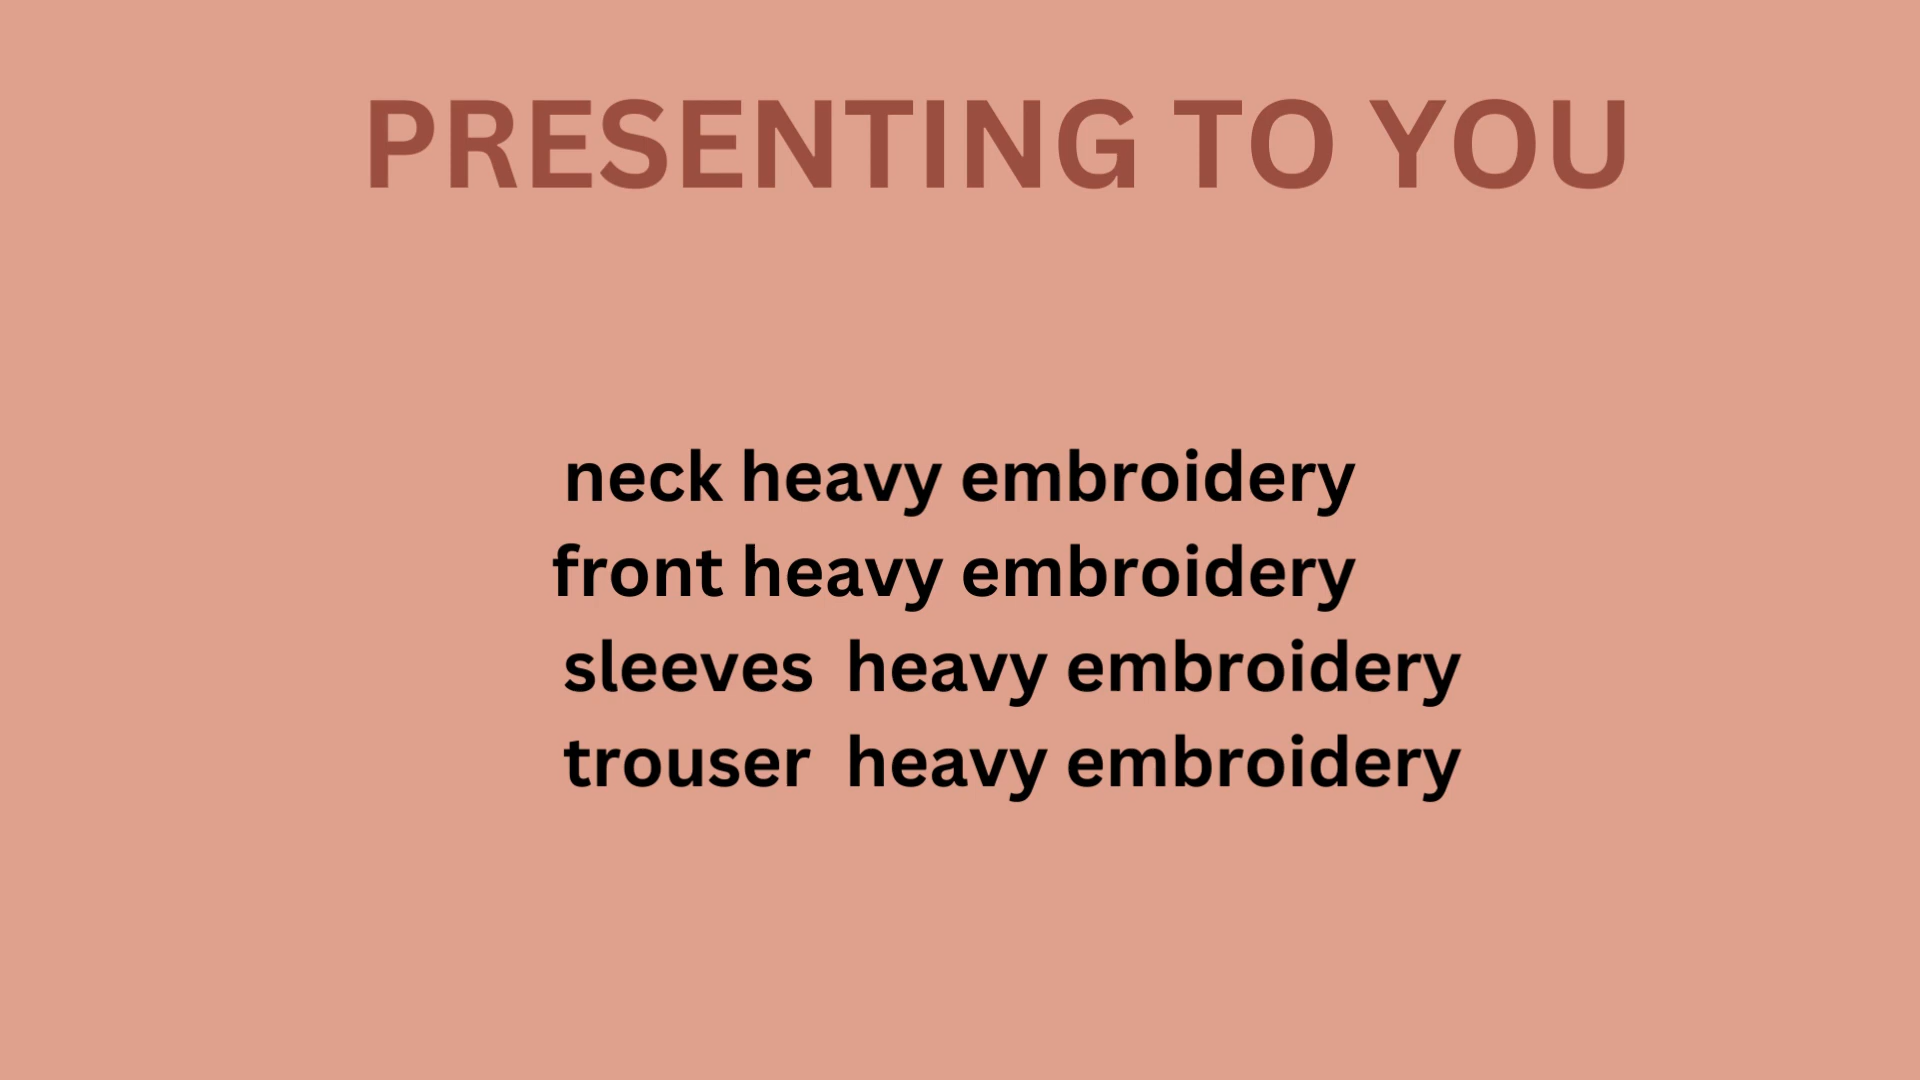 PRESENTING TO YOU
neck heavy embroidery
front heavy embroidery
sleeves heavy embroidery
trouser heavy embroidery